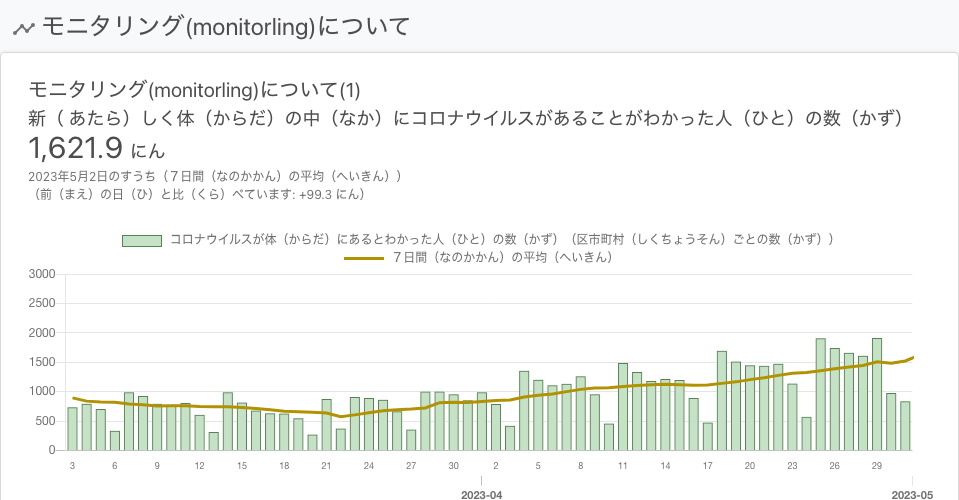 モニタリング(monitorling)について
モニタリング(monitorling)について(1)
新（ あたら）しく体（からだ）の中（なか）にコロナウイルスがあることがわかった人（ひと）の数（かず）
1,621.9 にん
2023年5月2日のすうち（７日間（なのかかん）の平均（へいきん））
（前（まえ）の日（ひ）と比（くら）べています: +99.3 にん）
コロナウイルスが体（からだ）にあるとわかった人（ひと）の数（かず）（区市町村（しくちょうそん）ごとの数（かず））
７日間（なのかかん）の平均（へいきん）
3000
2500
2000
1500
1000
500
0
3 6 9 12 15 18 21 24 27 30 2 5 8 11 14 17 20 23 26 29
2023-04 2023-05